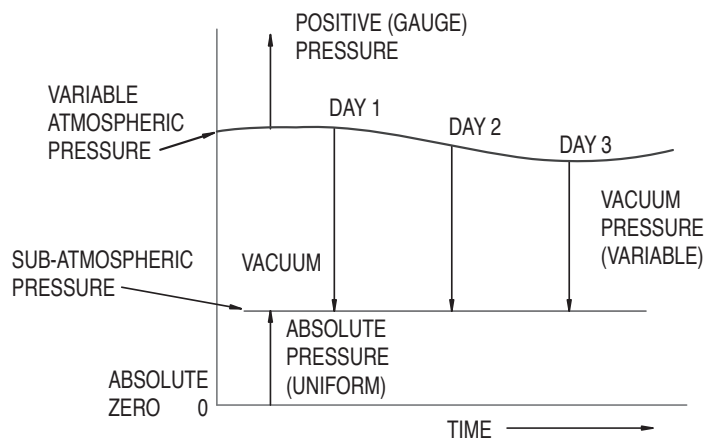 POSITIVE (GAUGE)
PRESSURE
VARIABLE
ATMOSPHERIC
PRESSURE
DAY 1
DAY 2
DAY 3
VACUUM
PRESSURE
(VARIABLE)
SUB-ATMOSPHERIC
PRESSURE
VACUUM
ABSOLUTE
PRESSURE
(UNIFORM)
ABSOLUTE
ZERO 0
TIME